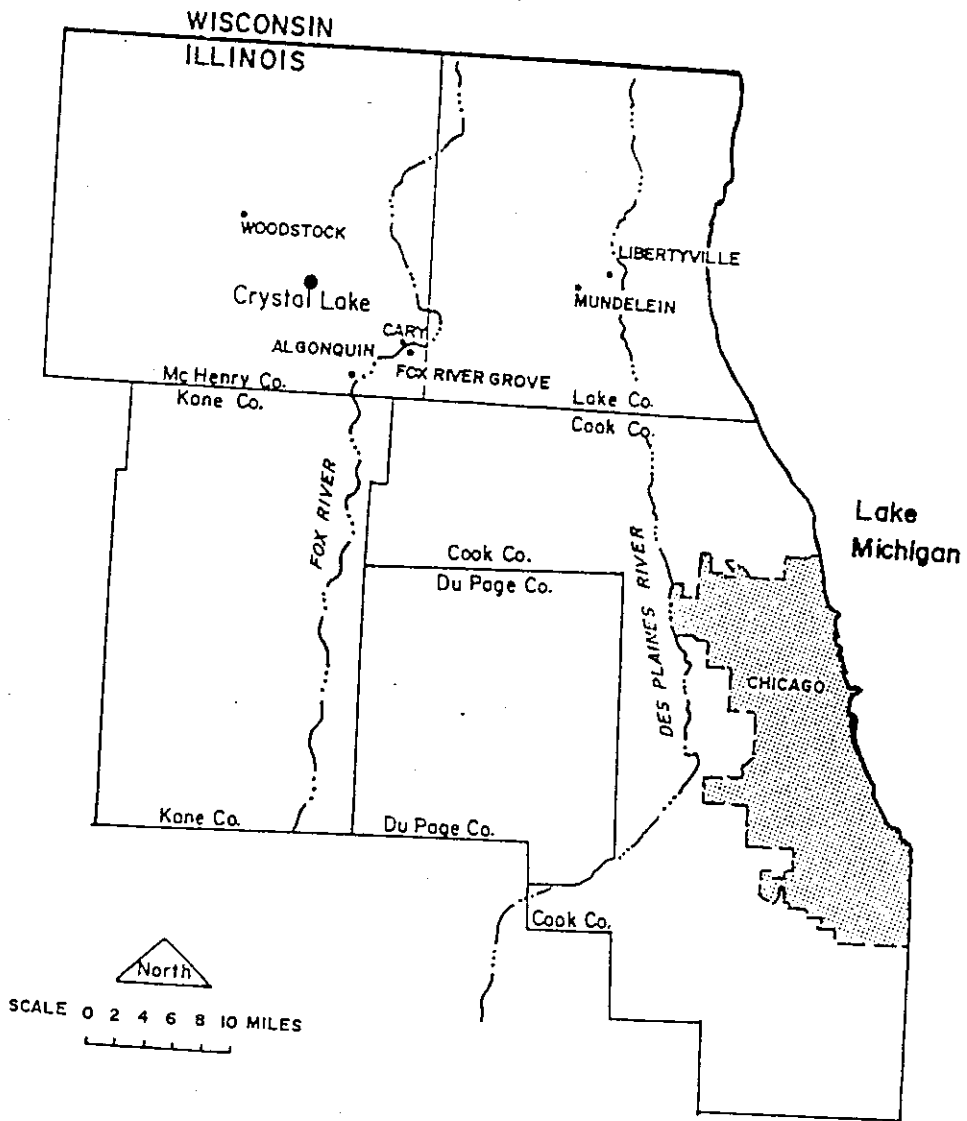 WISCONSIN
ILLINOIS
WOODSTOCK
LIBERTYVILLE
Crystal Lake
MUNDELEIN
CARY
ALGONQUIN
FOX RIVER GROVE
Mc Henry Co.
Kane Co.
Lake Co.
Cook Co.
FOX RIVER
Lake
Michigan
Cook Co.
Du Page Co.
DES PLAINES RIVER
CHICAGO
Kane Co.
Du Page Co.
Cook Co.
North
SCALE 0 2 4 6 8 10 MILES